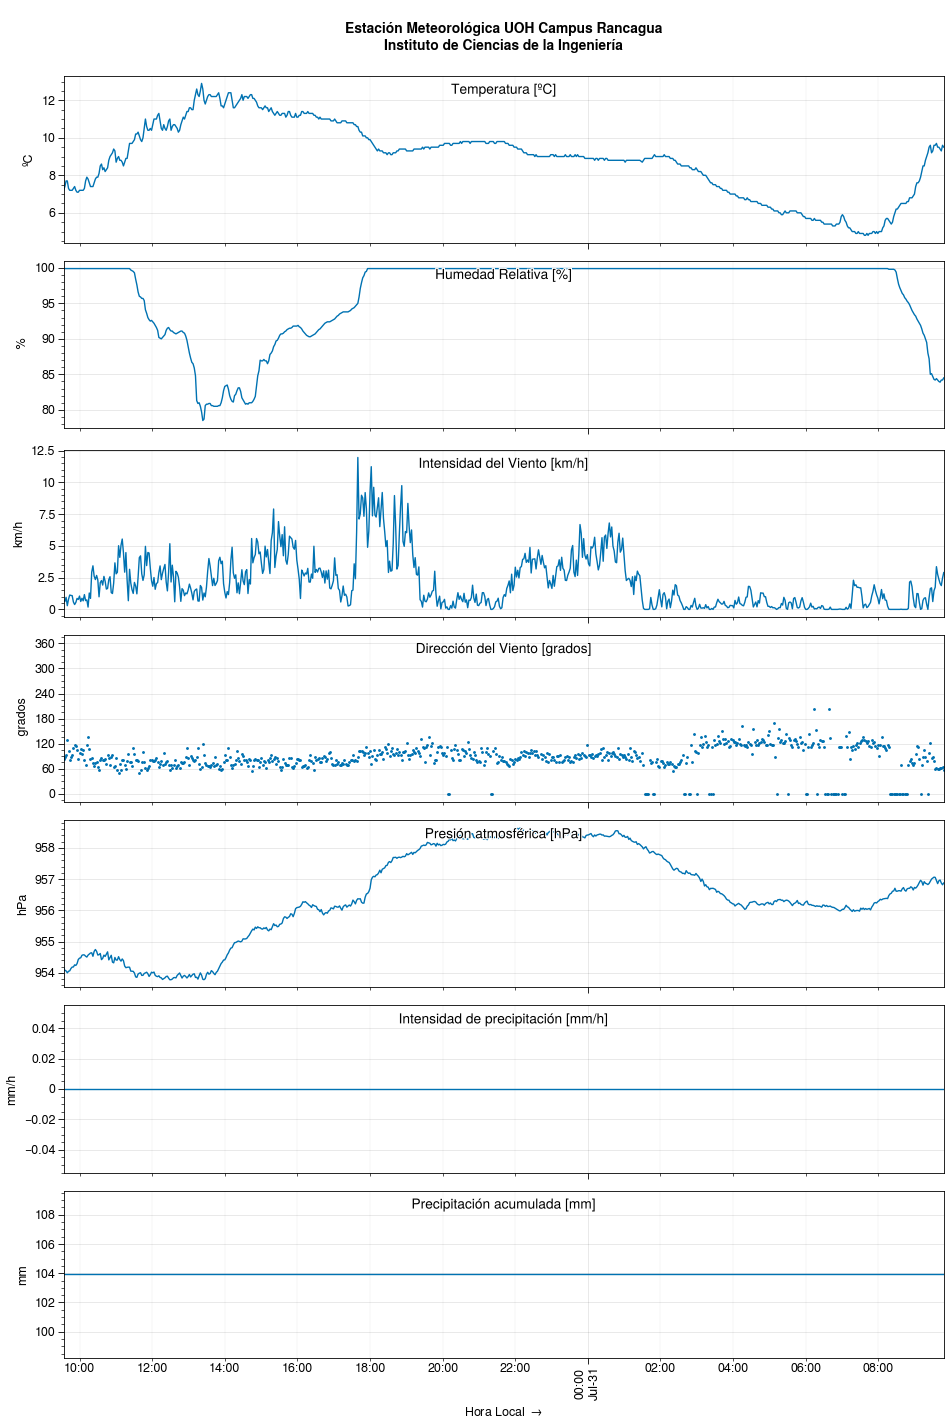 Estación Meteorológica UOH Campus Rancagua
Instituto de Ciencias de la Ingeniería
Temperatura [ºC]
12
10
8
6
ºC
Humedad Relativa [%]
100
95
90
85
80
%
Intensidad del Viento [km/h]
12.5
10
7.5
5
2.5
0
km/h
Dirección del Viento [grados]
360
300
240
180
120
60
0
grados
Presión atmosférica [hPa]
958
957
956
955
954
hPa
Intensidad de precipitación [mm/h]
0.04
0.02
0
−0.02
−0.04
mm/h
Precipitación acumulada [mm]
108
106
104
102
100
mm
10:00 12:00 14:00 16:00 18:00 20:00 22:00 00:00 02:00 04:00 06:00 08:00
Jul-31
Hora Local →